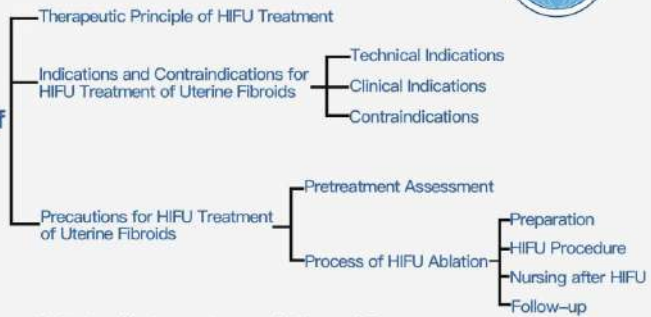 Therapeutic Principle of HIFU Treatment
Indications and Contraindications for
HIFU Treatment of Uterine Fibroids
Technical Indications
Clinical Indications
Contraindications
Precautions for HIFU Treatment
of Uterine Fibroids
Pretreatment Assessment
Process of HIFU Ablation
Preparation
HIFU Procedure
Nursing after HIFU
Follow-up